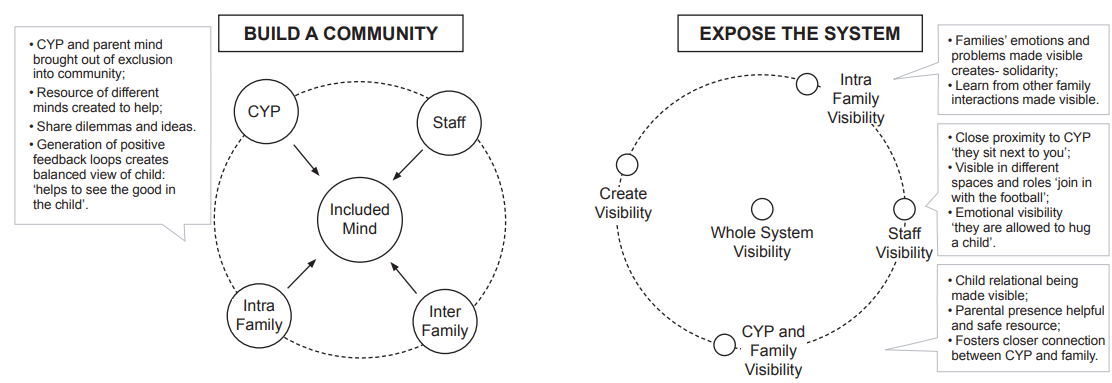 BUILD A COMMUNITY
• CYP and parent mind
brought out of exclusion
into community;
• Resource of different
minds created to help;
• Share dilemmas and ideas.
• Generation of positive
feedback loops creates
balanced view of child:
‘helps to see the good in
the child’.
CYP
Staff
Included
Mind
Intra
Family
Inter
Family
EXPOSE THE SYSTEM
Intra
Family
Visibility
• Families’ emotions and
problems made visible
creates- solidarity;
• Learn from other family
interactions made visible.
Create
Visibility
Whole System
Visibility
Staff
Visibility
• Close proximity to CYP
‘they sit next to you’;
• Visible in different
spaces and roles ‘join in
with the football’;
• Emotional visibility
‘they are allowed to hug
a child’.
CYP and
Family
Visibility
• Child relational being
made visible;
• Parental presence helpful
and safe resource;
• Fosters closer connection
between CYP and family.